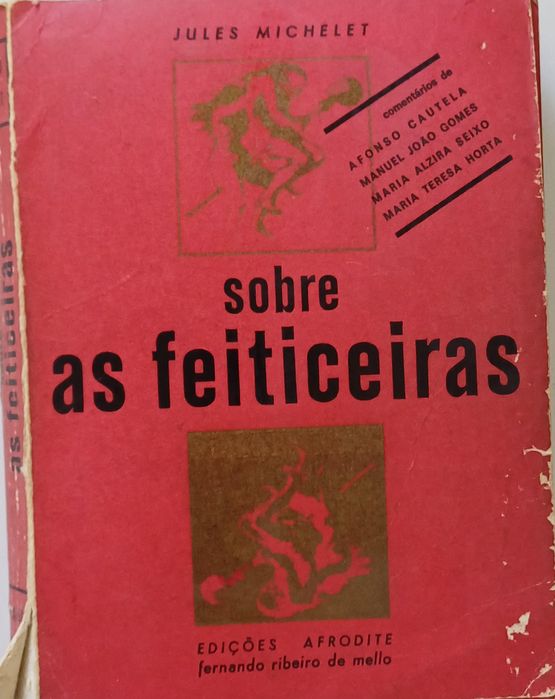 JULES MICHELET
comentários de
AFONSO CAUTELA
MANUEL JOÃO GOMES
MARIA ALZIRA SEIXO
MARIA TERESA HORTA
sobre
as feiticeiras
EDIÇÕES AFRODITE
fernando ribeiro de mello
as feiticeiras